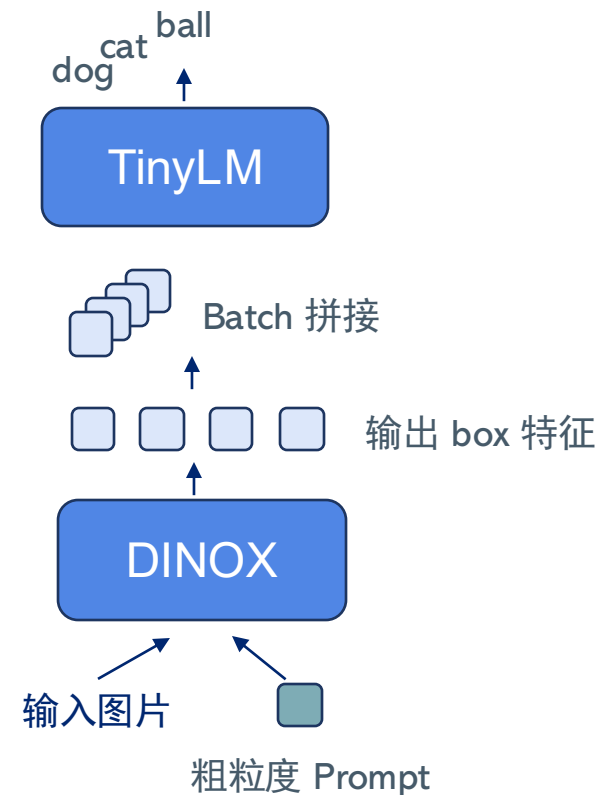 ball
cat
dog
TinyLM
Batch 拼接
输出 box 特征
DINOX
输入图片
粗粒度 Prompt